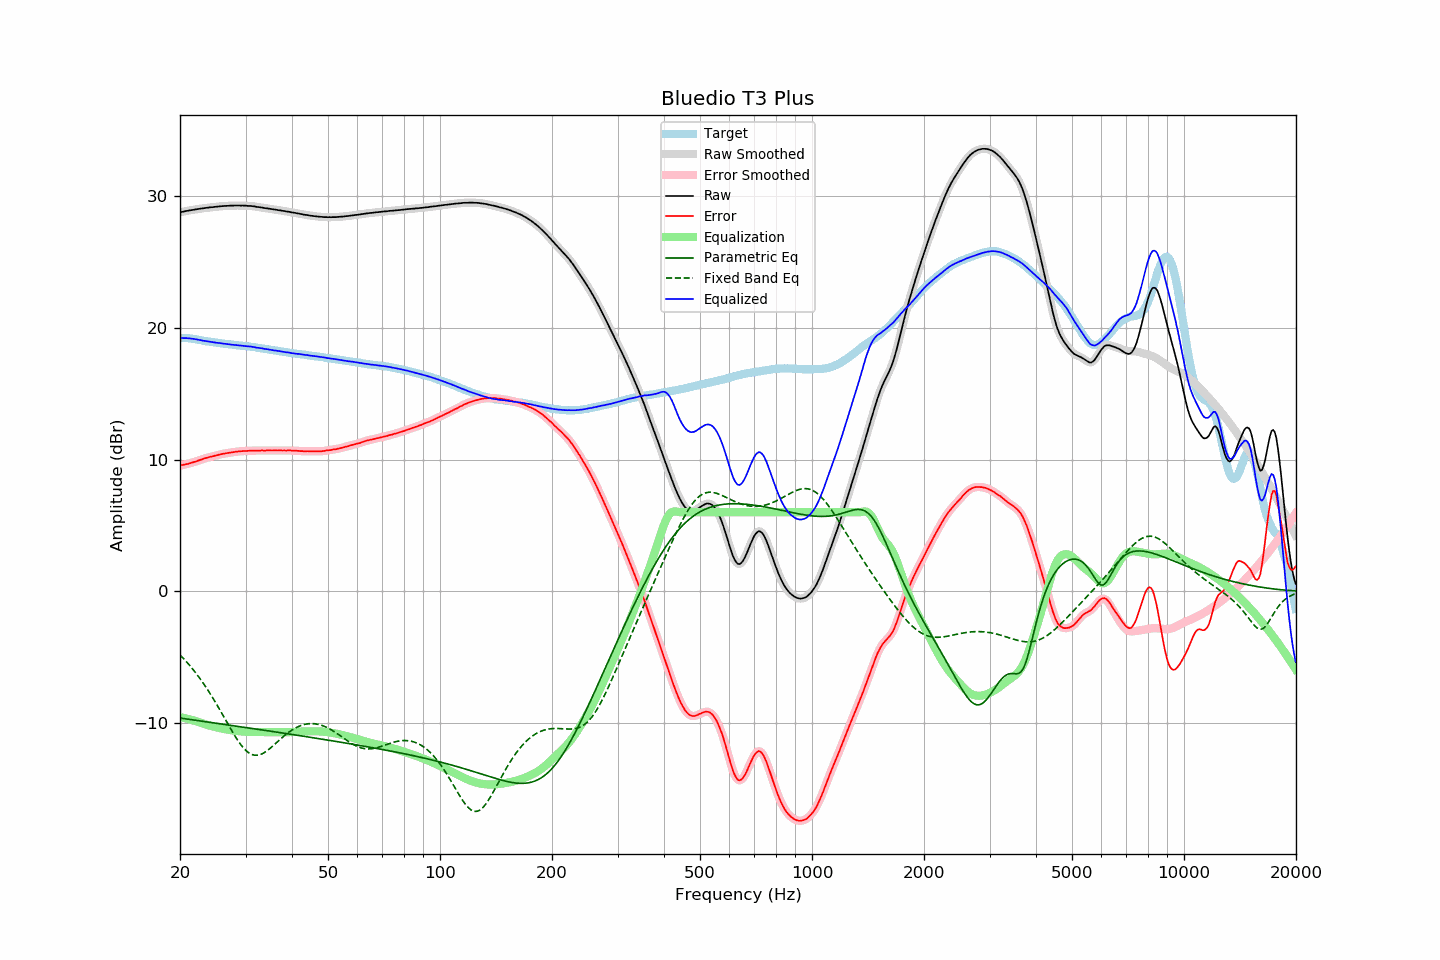 Bluedio T3 Plus
Target
Raw Smoothed
Error Smoothed
Raw
Error
Equalization
Parametric Eq
Fixed Band Eq
Equalized
Amplitude (dBr)
30
20
10
0
−10
20 50 100 200 500 1000 2000 5000 10000 20000
Frequency (Hz)